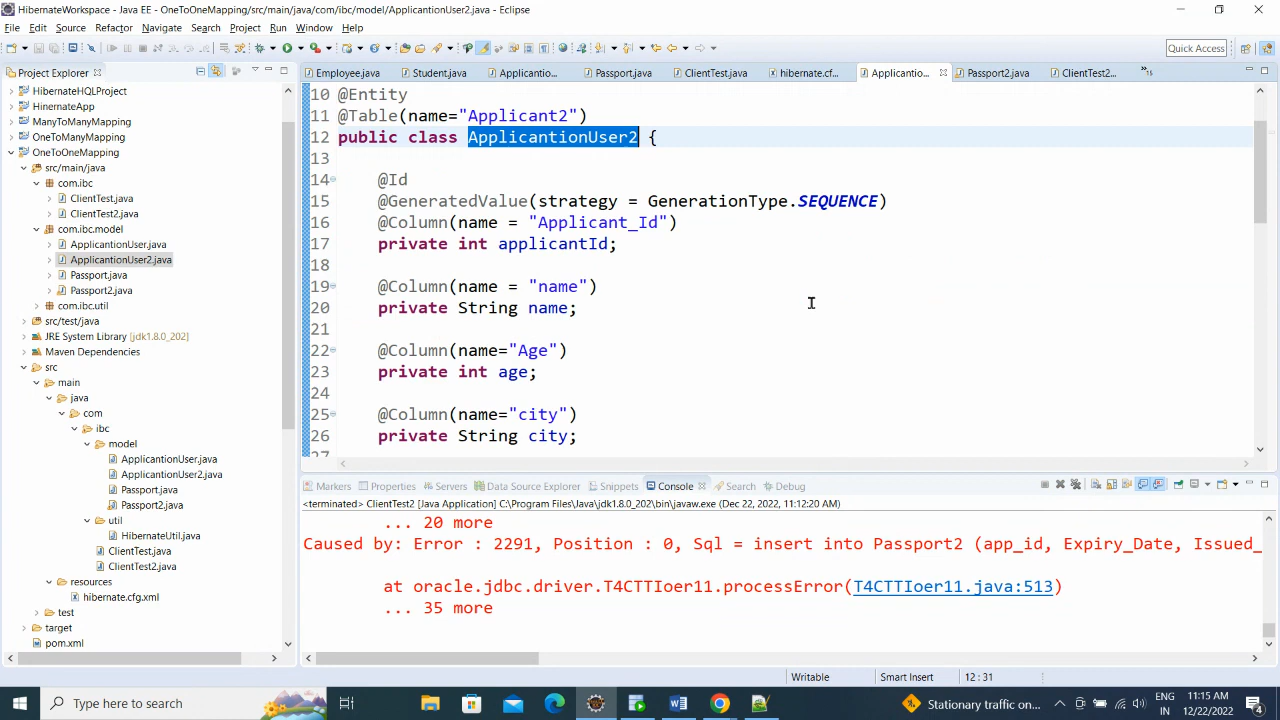 HibernateWorkspace - Java EE - OneToOneMapping/src/main/java/com/ibc/model/ApplicantionUser2.java - Eclipse
File Edit Source Refactor Navigate Search Project Run Window Help
Quick Access
Project Explorer
HibernateHQLProject
HinernateApp
ManyToManyMapping
OneToManyMapping
OneToOneMapping
src/main/java
com.ibc
ClientTest.java
ClientTest2.java
com.ibc.model
ApplicantionUser.java
ApplicantionUser2.java
Passport.java
Passport2.java
com.ibc.util
src/test/java
JRE System Library [jdk1.8.0_202]
Maven Dependencies
src
main
java
com
ibc
model
ApplicantionUser.java
ApplicantionUser2.java
Passport.java
Passport2.java
util
HibernateUtil.java
ClientTest.java
ClientTest2.java
resources
hibernate.cfg.xml
test
target
pom.xml
Employee.java Student.java Applicantio... Passport.java ClientTest.java hibernate.cf... Applicantio... Passport2.java ClientTest2... »16
10 @Entity
11 @Table(name="Applicant2")
12 public class ApplicantionUser2 {
13
14 @Id
15 @GeneratedValue(strategy = GenerationType.SEQUENCE)
16 @Column(name = "Applicant_Id")
17 private int applicantId;
18
19 @Column(name = "name")
20 private String name;
21
22 @Column(name="Age")
23 private int age;
24
25 @Column(name="city")
26 private String city;
27
Markers Properties Servers Data Source Explorer Snippets Console Search Debug
<terminated> ClientTest2 [Java Application] C:\Program Files\Java\jdk1.8.0_202\bin\javaw.exe (Dec 22, 2022, 11:12:20 AM)
... 20 more
Caused by: Error : 2291, Position : 0, Sql = insert into Passport2 (app_id, Expiry_Date, Issued_
at oracle.jdbc.driver.T4CTTIoer11.processError(T4CTTIoer11.java:513)
... 35 more
Writable Smart Insert 12 : 31
Type here to search
Stationary traffic on...
ENG
IN
11:15 AM
12/22/2022
4